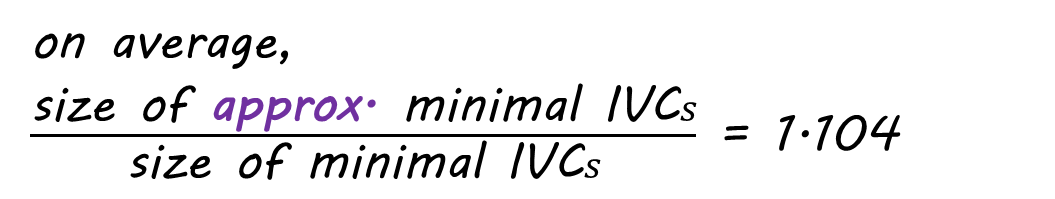 on average,
size of approx· minimal IVCs
size of minimal IVCs
= 1·104